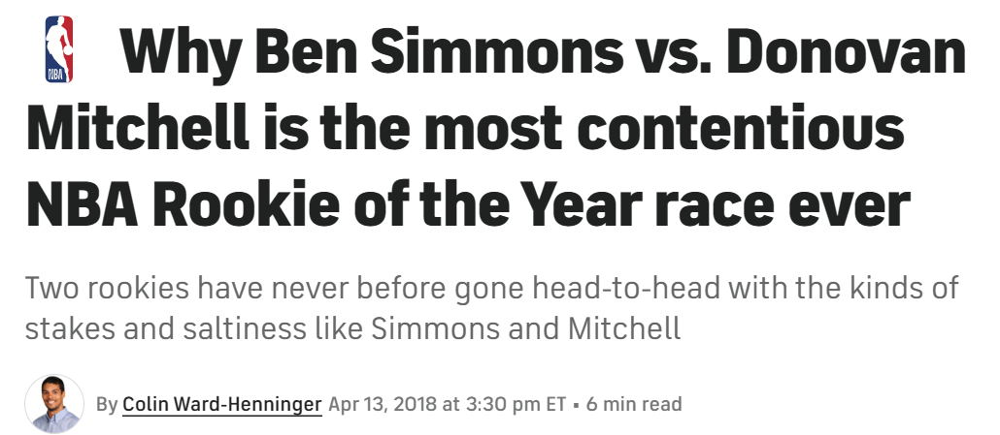 NBA
Why Ben Simmons vs. Donovan
Mitchell is the most contentious
NBA Rookie of the Year race ever
Two rookies have never before gone head-to-head with the kinds of
stakes and saltiness like Simmons and Mitchell
By Colin Ward-Henninger Apr 13, 2018 at 3:30 pm ET • 6 min read